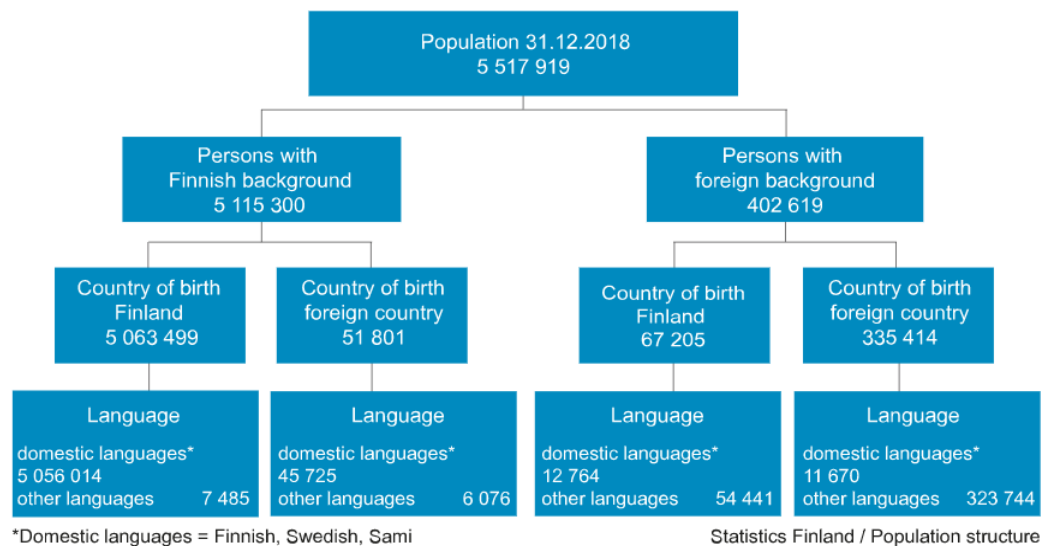 Population 31.12.2018
5 517 919
Persons with
Finnish background
5 115 300
Persons with
foreign background
402 619
Country of birth
Finland
5 063 499
Country of birth
foreign country
51 801
Country of birth
Finland
67 205
Country of birth
foreign country
335 414
Language
domestic languages*
5 056 014
other languages 7 485
Language
domestic languages*
45 725
other languages 6 076
Language
domestic languages*
12 764
other languages 54 441
Language
domestic languages*
11 670
other languages 323 744
*Domestic languages = Finnish, Swedish, Sami
Statistics Finland / Population structure